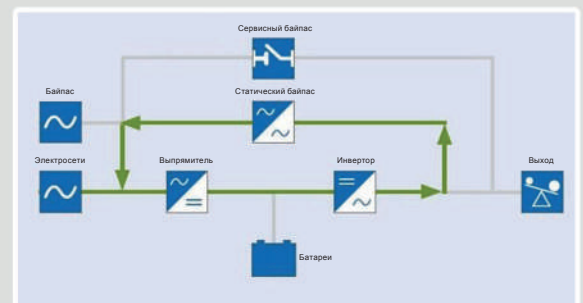 Сервисный байпас
Байпас
Статический байпас
Электросети
Выпрямитель
Инвертор
Выход
Батареи